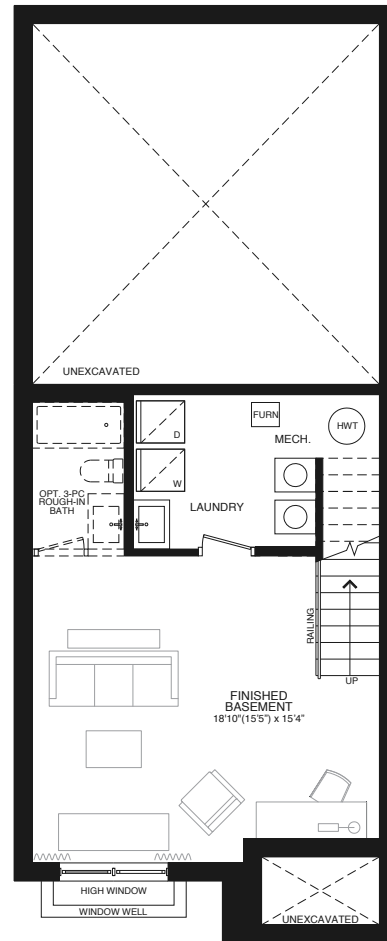 UNEXCAVATED
FURN
D
MECH.
HWT
W
OPT. 3-PC
ROUGH-IN
BATH
LAUNDRY
RAILING
UP
FINISHED
BASEMENT
18'10"(15'5") x 15'4"
HIGH WINDOW
WINDOW WELL
UNEXCAVATED